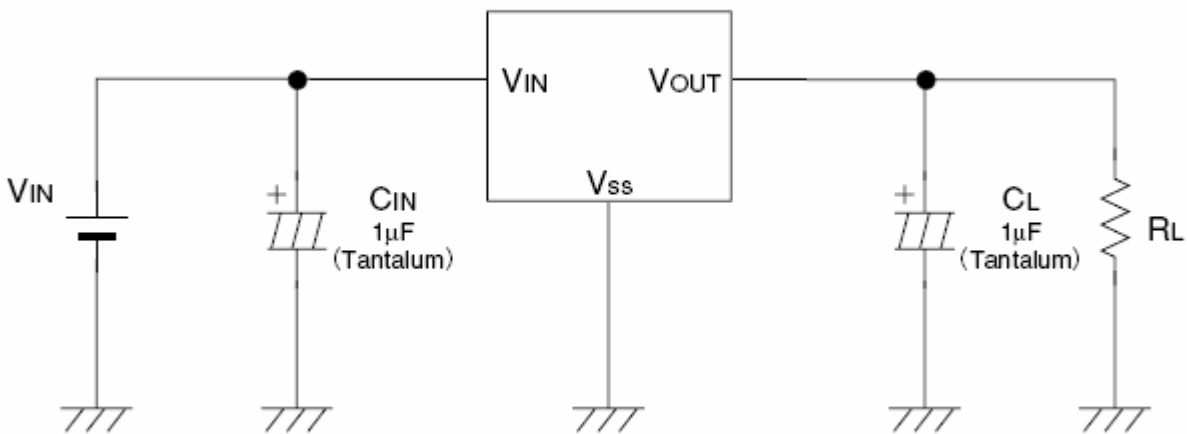 VIN
VOUT
Vss
VIN
+
CIN
1μF
(Tantalum)
+
CL
1μF
(Tantalum)
RL